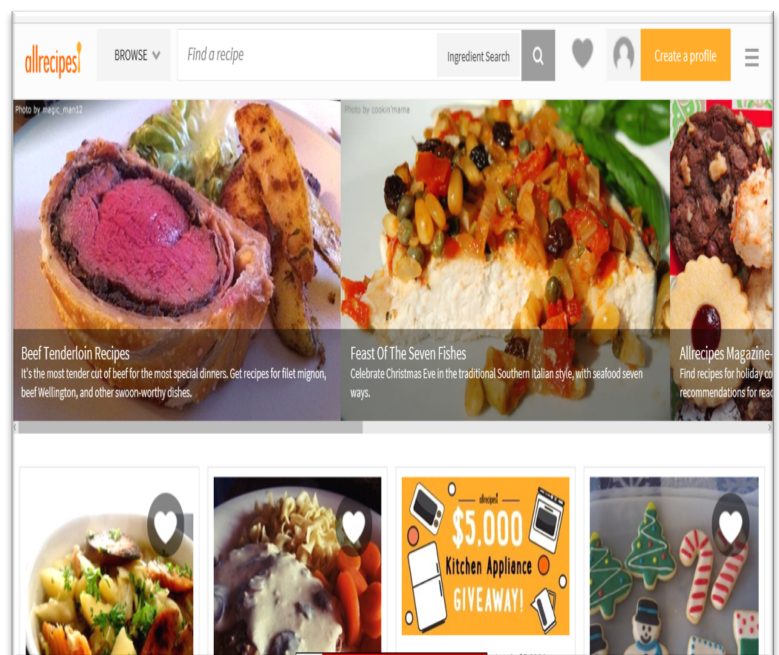 allrecipes!
BROWSE
Find a recipe
Ingredient Search
Create a profile
Photo by magic_man12
Photo by cookin'mama
Beef Tenderloin Recipes
It's the most tender cut of beef for the most special dinners. Get recipes for filet mignon,
beef Wellington, and other swoon-worthy dishes.
Feast Of The Seven Fishes
Celebrate Christmas Eve in the traditional Southern Italian style, with seafood seven
ways.
Allrecipes Magazine
Find recipes for holiday
recommendations for
allrecipes!
$5,000
Kitchen Appliance
GIVEAWAY!